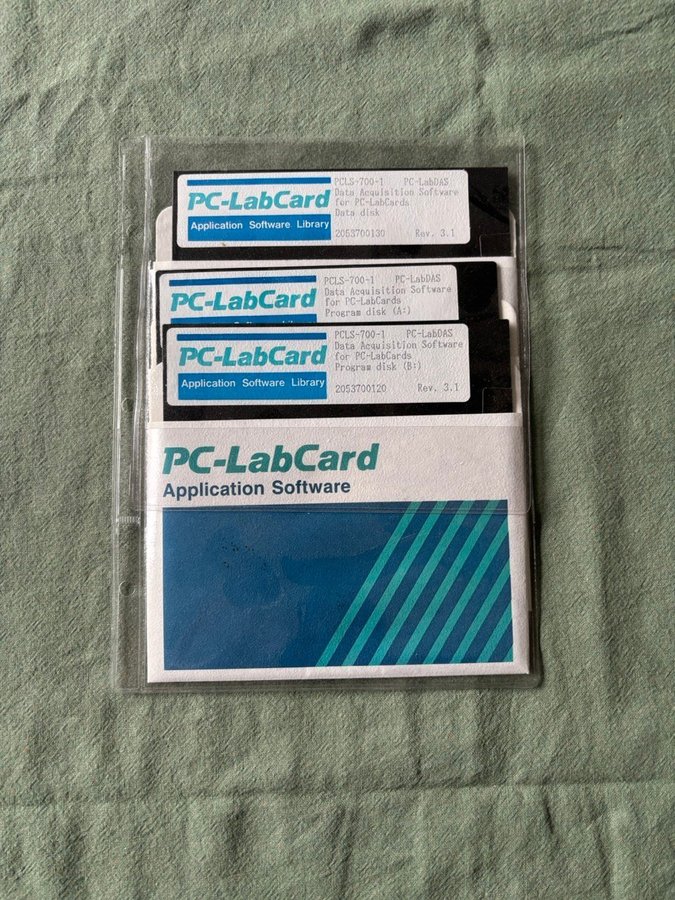 PC-LabCard
Application Software Library
PCLS-700-1 PC-LabDAS
Data Acquisition Software
for PC-LabCards
Data disk
2053700130 Rev. 3.1
PC-LabCard
PCLS-700-1 PC-LabDAS
Data Acquisition Software
for PC-LabCards
Program disk (A:)
PC-LabCard
Application Software Library
PCLS-700-1 PC-LabDAS
Data Acquisition Software
for PC-LabCards
Program disk (B:)
2053700120 Rev. 3.1
PC-LabCard
Application Software